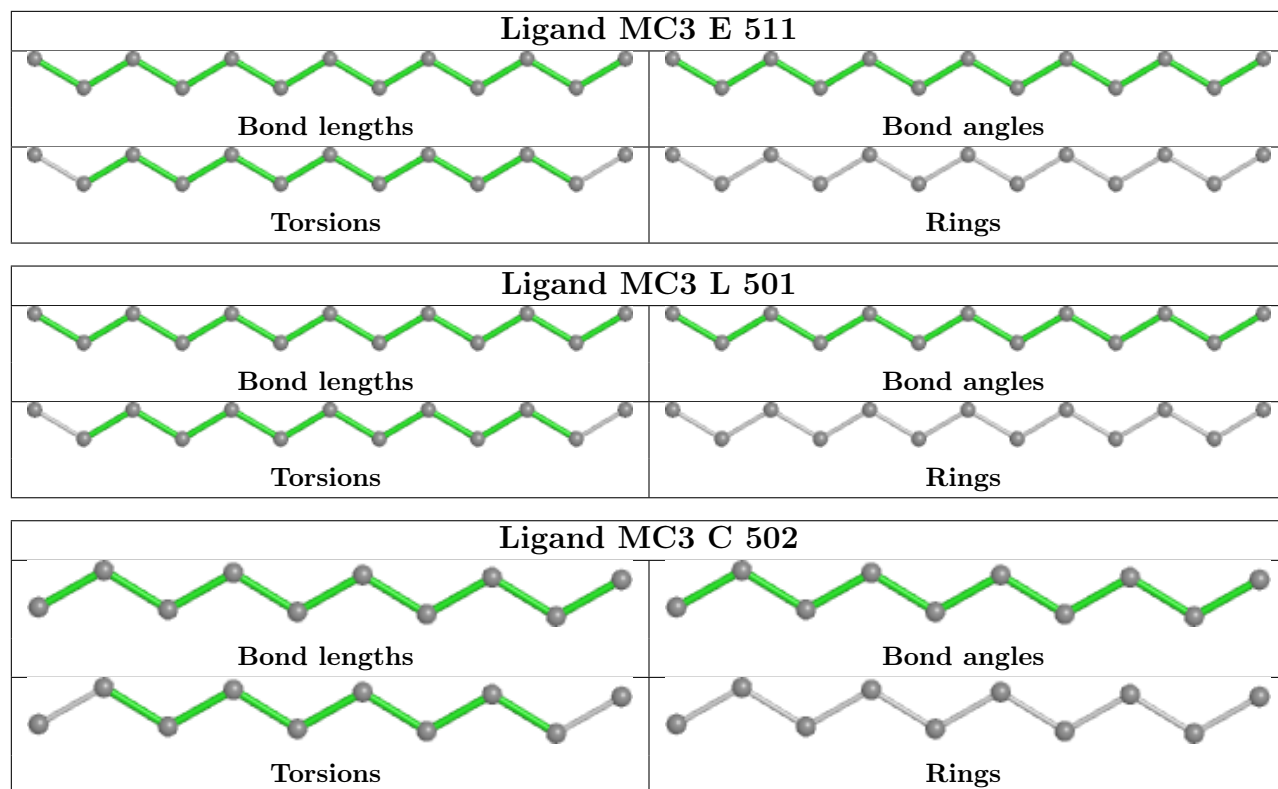 Ligand MC3 E 511
Bond lengths
Bond angles
Torsions
Rings
Ligand MC3 L 501
Bond lengths
Bond angles
Torsions
Rings
Ligand MC3 C 502
Bond lengths
Bond angles
Torsions
Rings